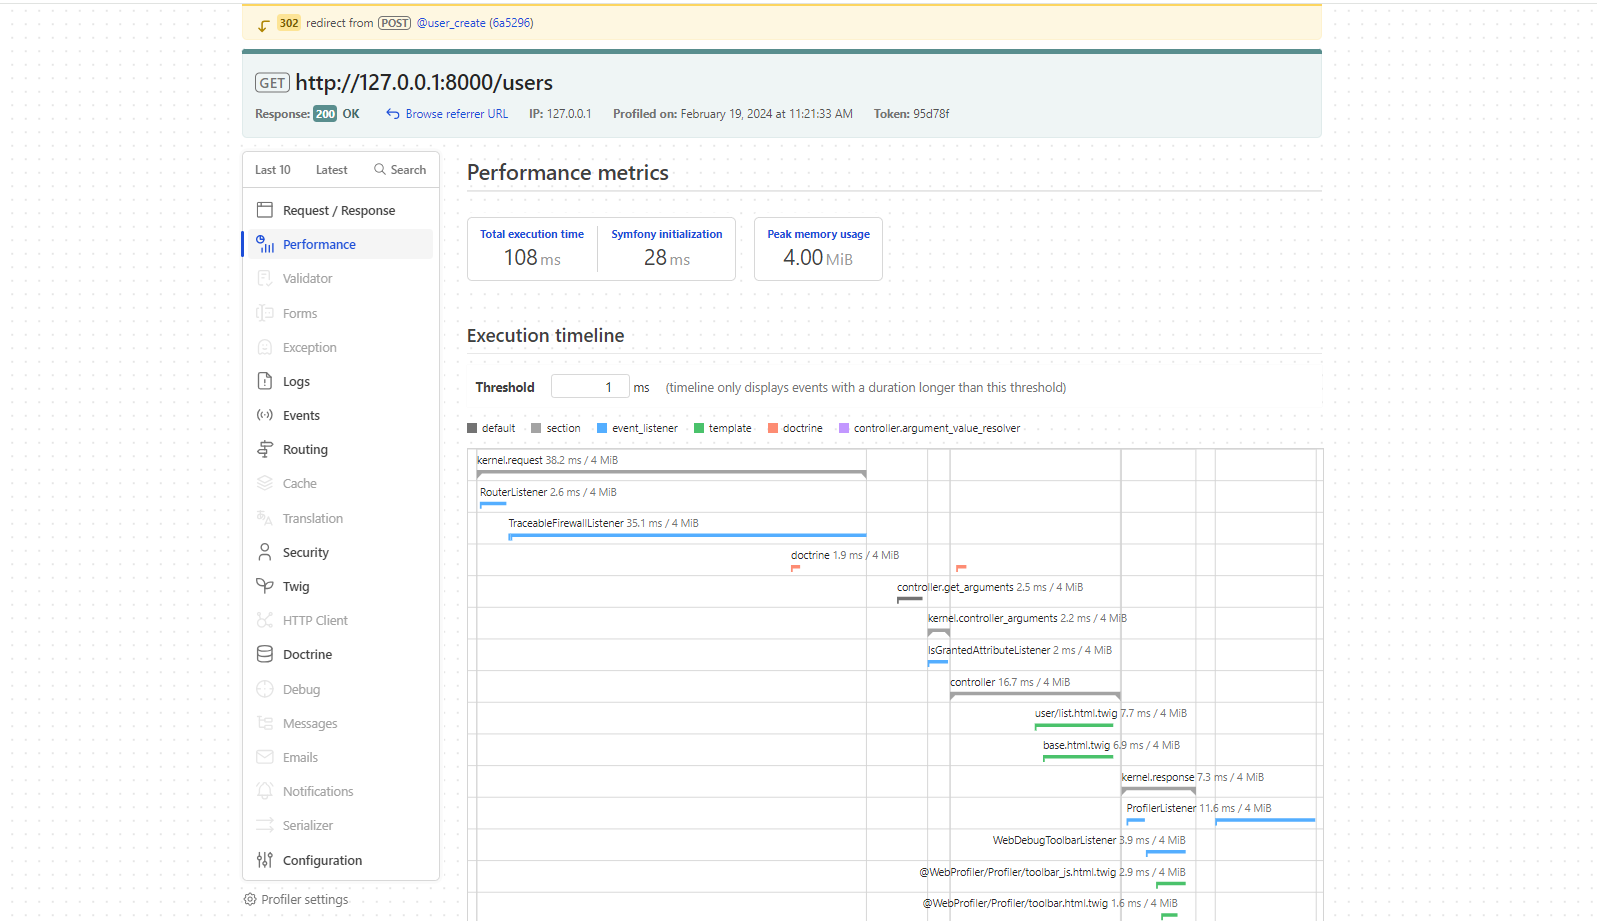 302 redirect from POST @user_create (6a5296)
GET http://127.0.0.1:8000/users
Response: 200 OK Browse referrer URL IP: 127.0.0.1 Profiled on: February 19, 2024 at 11:21:33 AM Token: 95d78f
Last 10 Latest Search
Request / Response
Performance
Validator
Forms
Exception
Logs
Events
Routing
Cache
Translation
Security
Twig
HTTP Client
Doctrine
Debug
Messages
Emails
Notifications
Serializer
Configuration
Profiler settings
Performance metrics
Total execution time Symfony initialization Peak memory usage
108 ms 28 ms 4.00 MiB
Execution timeline
Threshold 1 ms (timeline only displays events with a duration longer than this threshold)
default section event_listener template doctrine controller.argument_value_resolver
kernel.request 38.2 ms / 4 MiB
RouterListener 2.6 ms / 4 MiB
TraceableFirewallListener 35.1 ms / 4 MiB
doctrine 1.9 ms / 4 MiB
controller.get_arguments 2.5 ms / 4 MiB
kernel.controller_arguments 2.2 ms / 4 MiB
IsGrantedAttributeListener 2 ms / 4 MiB
controller 16.7 ms / 4 MiB
user/list.html.twig 7.7 ms / 4 MiB
base.html.twig 6.9 ms / 4 MiB
kernel.response 7.3 ms / 4 MiB
ProfilerListener 11.6 ms / 4 MiB
WebDebugToolbarListener 3.9 ms / 4 MiB
@WebProfiler/Profiler/toolbar_js.html.twig 2.9 ms / 4 MiB
@WebProfiler/Profiler/toolbar.html.twig 1.6 ms / 4 MiB